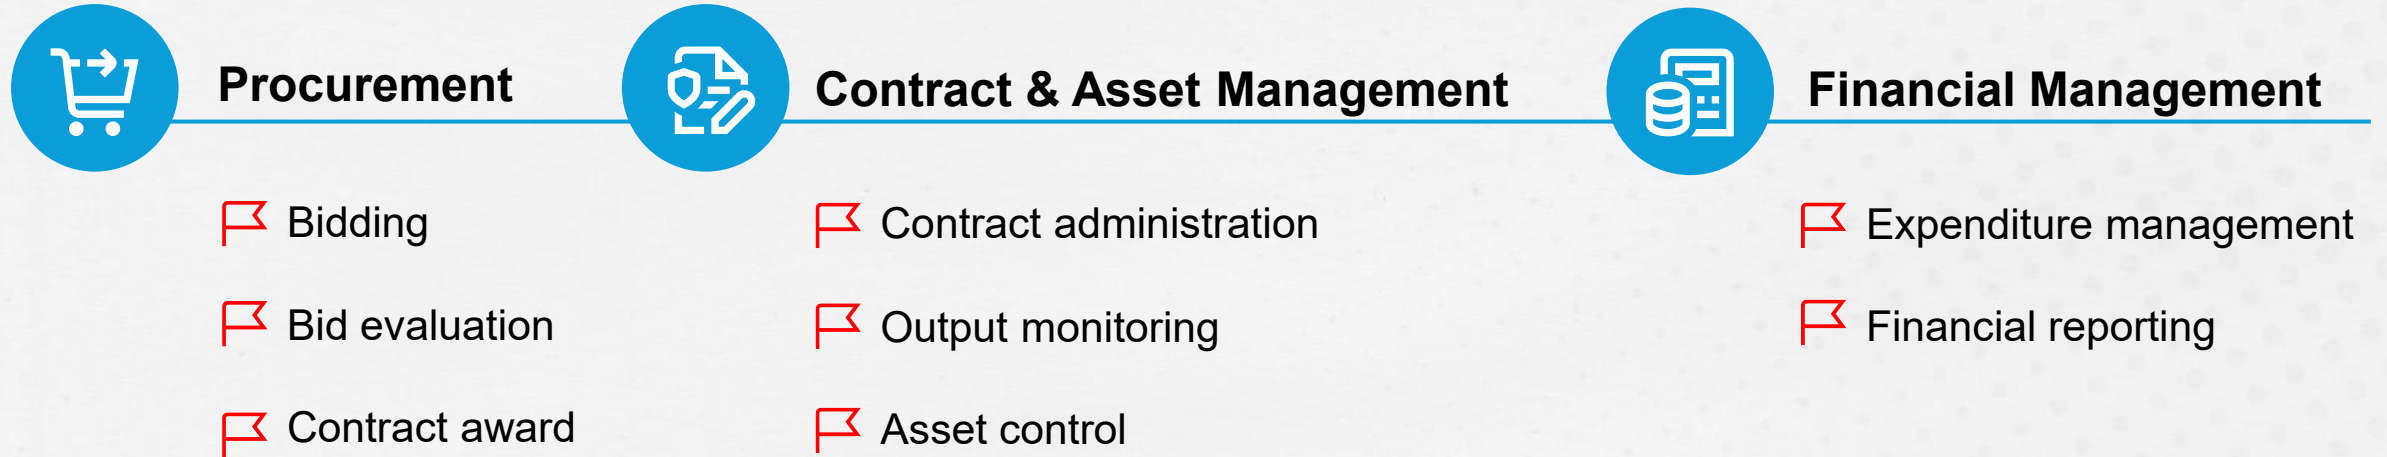 Procurement
Bidding
Bid evaluation
Contract award
Contract & Asset Management
Contract administration
Output monitoring
Asset control
Financial Management
Expenditure management
Financial reporting